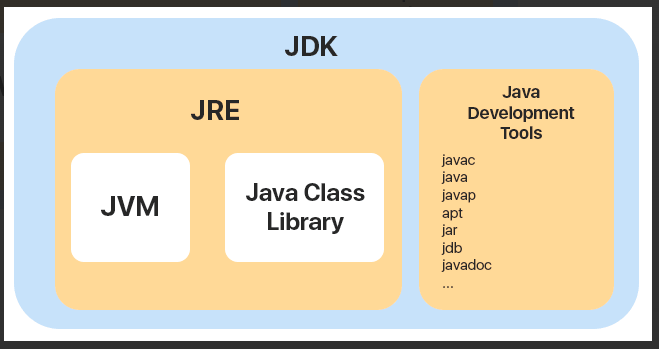 JDK
JRE
JVM
Java Class
Library
Java
Development
Tools
javac
java
javap
apt
jar
jdb
javadoc
...